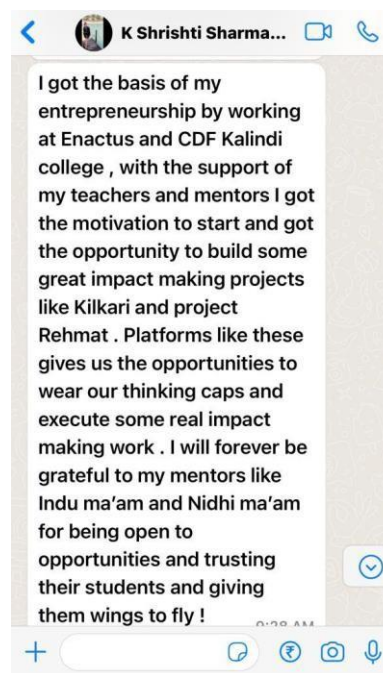 K Shrishti Sharma...
I got the basis of my
entrepreneurship by working
at Enactus and CDF Kalindi
college , with the support of
my teachers and mentors I got
the motivation to start and got
the opportunity to build some
great impact making projects
like Kilkari and project
Rehmat . Platforms like these
gives us the opportunities to
wear our thinking caps and
execute some real impact
making work . I will forever be
grateful to my mentors like
Indu ma’am and Nidhi ma’am
for being open to
opportunities and trusting
their students and giving
them wings to fly !
9:28 AM